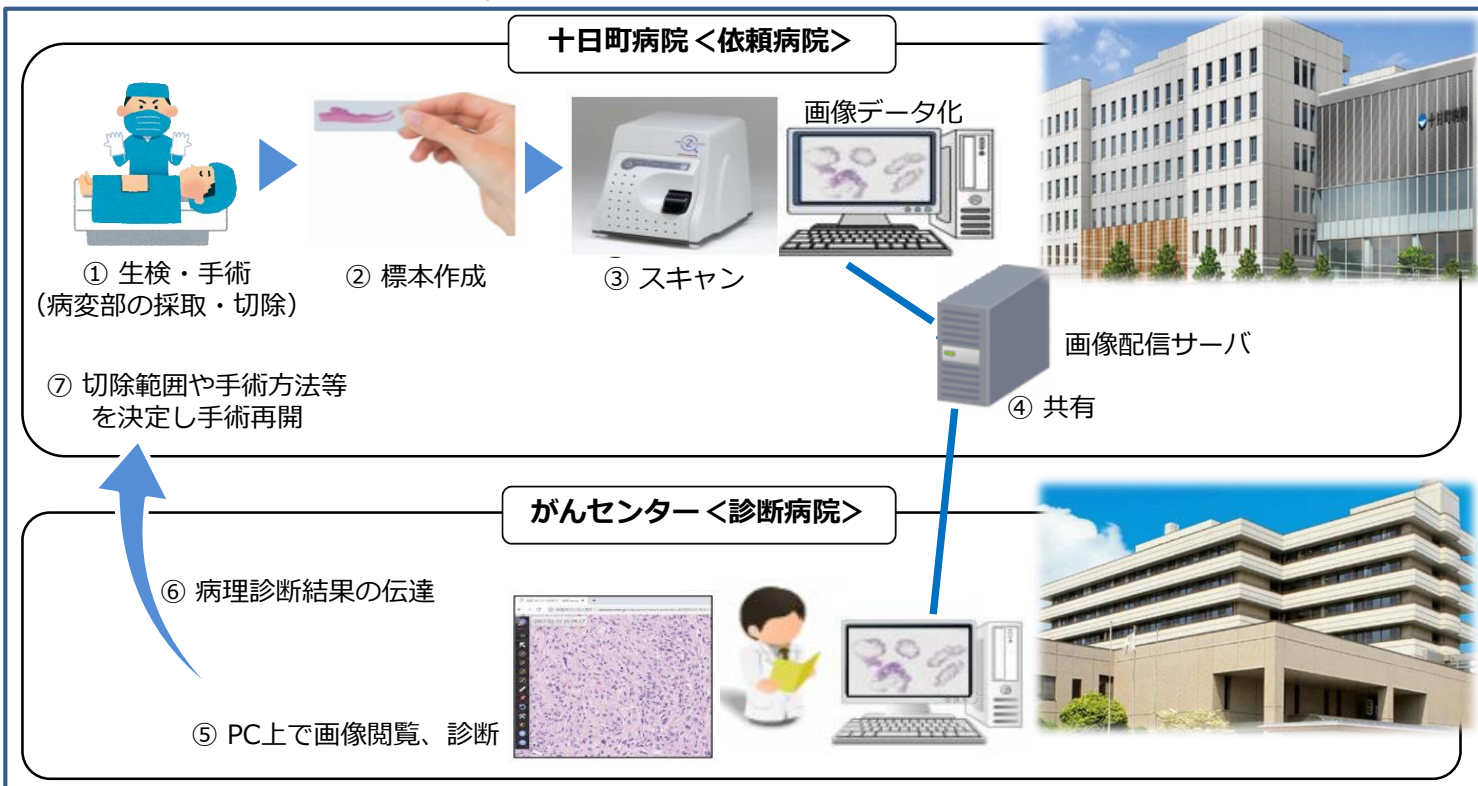 十日町病院<依頼病院>
画像データ化
十日町病院
① 生検・手術
(病変部の採取・切除)
② 標本作成
③ スキャン
画像配信サーバ
④ 共有
⑦ 切除範囲や手術方法等
を決定し手術再開
がんセンター<診断病院>
⑥ 病理診断結果の伝達
⑤ PC上で画像閲覧、診断